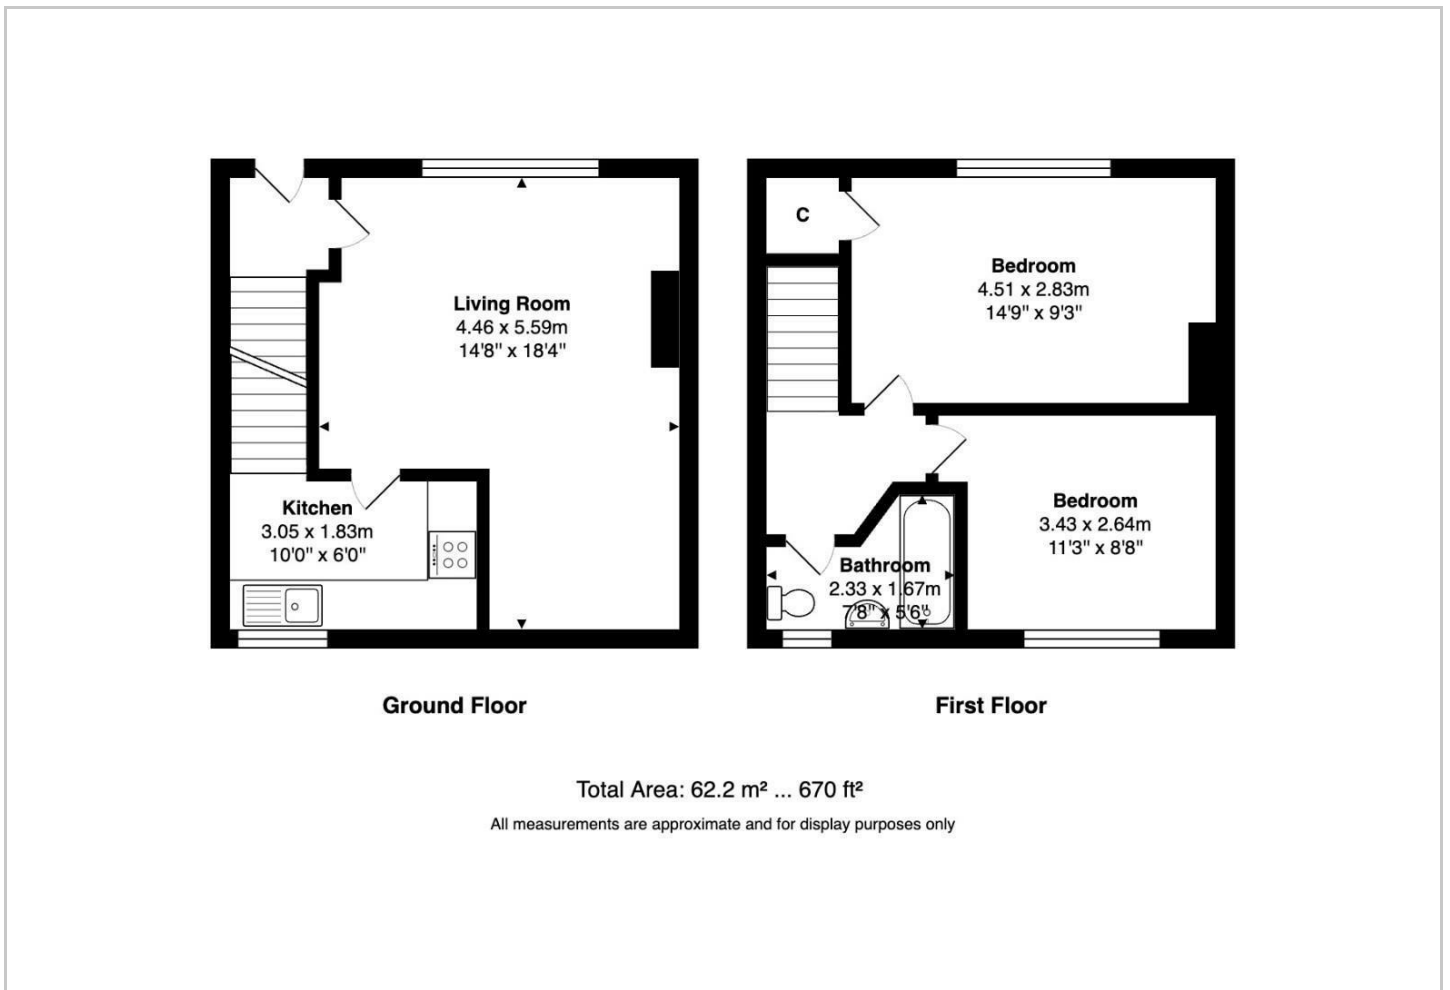 Living Room
4.46 x 5.59m
14'8" x 18'4"
Kitchen
3.05 x 1.83m
10'0" x 6'0"
C
Bedroom
4.51 x 2.83m
14'9" x 9'3"
Bedroom
3.43 x 2.64m
11'3" x 8'8"
Bathroom
2.33 x 1.67m
7'8" x 5'6"
Ground Floor
First Floor
Total Area: 62.2 m² ... 670 ft²
All measurements are approximate and for display purposes only